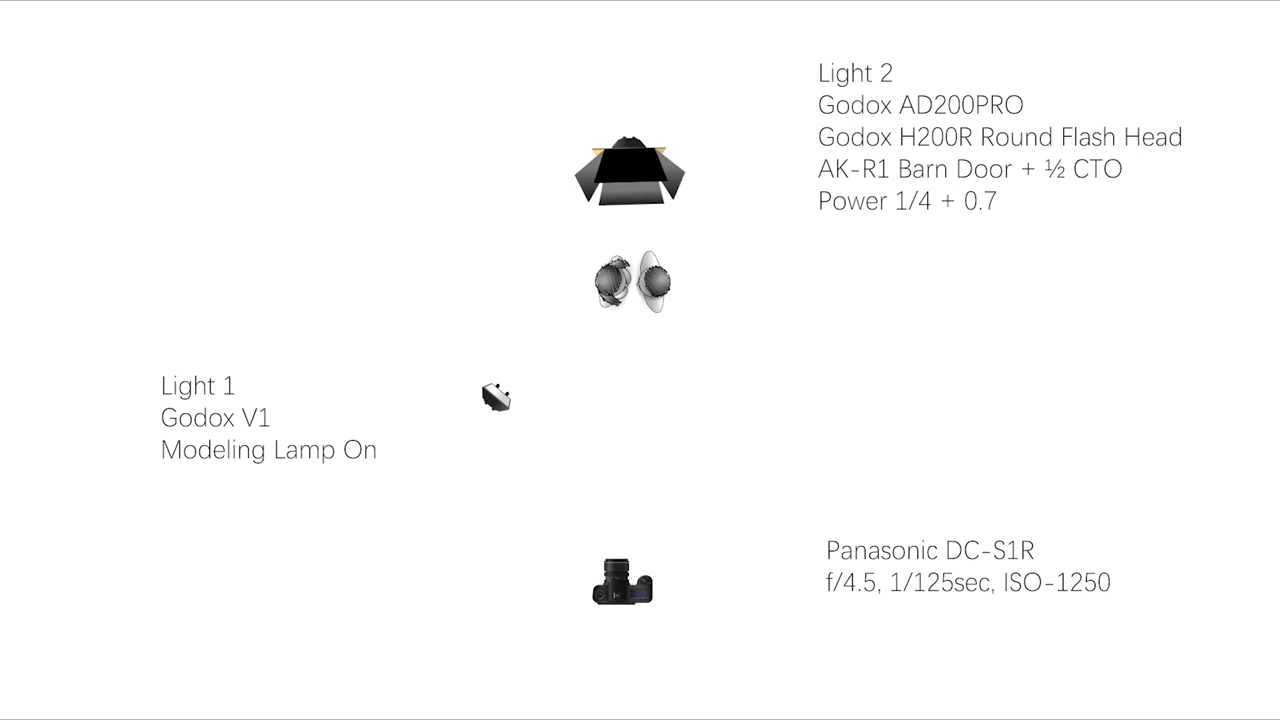 Light 2
Godox AD200PRO
Godox H200R Round Flash Head
AK-R1 Barn Door + ½ CTO
Power 1/4 + 0.7
Light 1
Godox V1
Modeling Lamp On
Panasonic DC-S1R
f/4.5, 1/125sec, ISO-1250